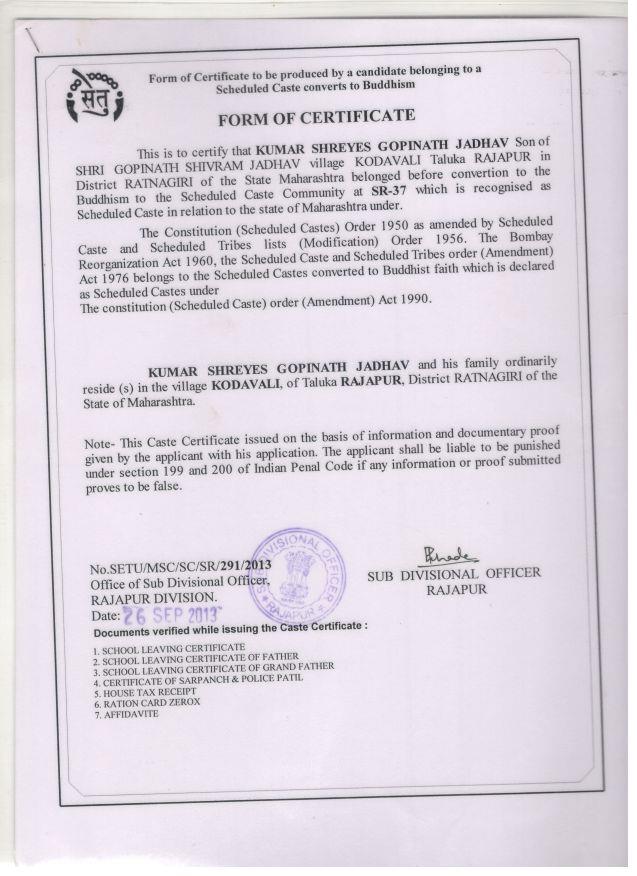 सेतु
Form of Certificate to be produced by a candidate belonging to a
Scheduled Caste converts to Buddhism
FORM OF CERTIFICATE
This is to certify that KUMAR SHREYES GOPINATH JADHAV Son of
SHRI GOPINATH SHIVRAM JADHAV village KODAVALI Taluka RAJAPUR in
District RATNAGIRI of the State Maharashtra belonged before convertion to the
Buddhism to the Scheduled Caste Community at SR-37 which is recognised as
Scheduled Caste in relation to the state of Maharashtra under.
The Constitution (Scheduled Castes) Order 1950 as amended by Scheduled
Caste and Scheduled Tribes lists (Modification) Order 1956. The Bombay
Reorganization Act 1960, the Scheduled Caste and Scheduled Tribes order (Amendment)
Act 1976 belongs to the Scheduled Castes converted to Buddhist faith which is declared
as Scheduled Castes under
The constitution (Scheduled Caste) order (Amendment) Act 1990.
KUMAR SHREYES GOPINATH JADHAV and his family ordinarily
reside (s) in the village KODAVALI, of Taluka RAJAPUR, District RATNAGIRI of the
State of Maharashtra.
Note- This Caste Certificate issued on the basis of information and documentary proof
given by the applicant with his application. The applicant shall be liable to be punished
under section 199 and 200 of Indian Penal Code if any information or proof submitted
proves to be false.
No.SETU/MSC/SC/SR/291/2013
Office of Sub Divisional Officer,
RAJAPUR DIVISION.
Date: 26 SEP 2013
SUB DIVISIONAL OFFICER
RAJAPUR
SUB DIVISIONAL OFFICER
RAJAPUR
Documents verified while issuing the Caste Certificate :
1. SCHOOL LEAVING CERTIFICATE
2. SCHOOL LEAVING CERTIFICATE OF FATHER
3. SCHOOL LEAVING CERTIFICATE OF GRAND FATHER
4. CERTIFICATE OF SARPANCH & POLICE PATIL
5. HOUSE TAX RECEIPT
6. RATION CARD ZEROX
7. AFFIDAVITE